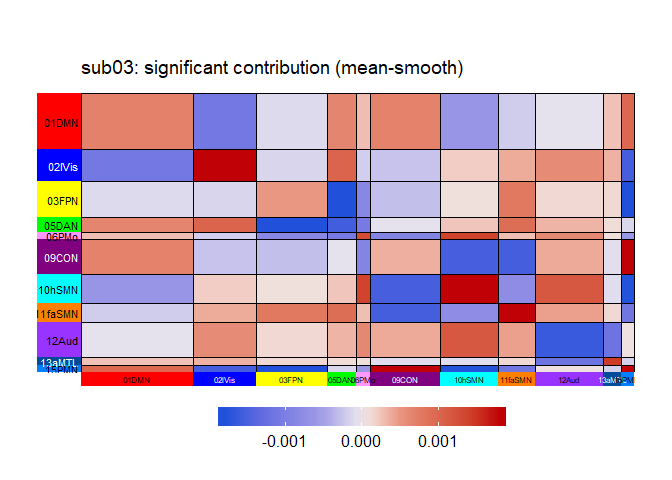 sub03: significant contribution (mean-smooth)
01DMN
02lVis
03FPN
05DAN
06PMo
09CON
10hSMN
11faSMN
12Aud
13aMTL
15PMN
01DMN 02lVis 03FPN 05DAN 06PMo 09CON 10hSMN 11faSMN 12Aud
-0.001 0.000 0.001